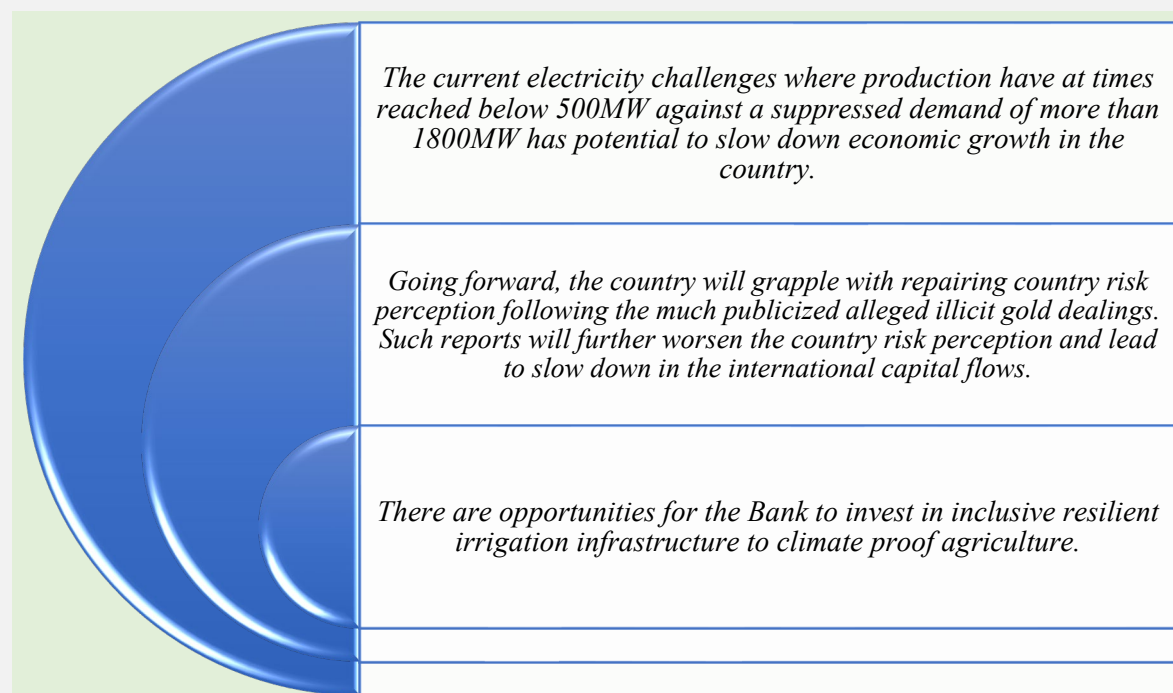 The current electricity challenges where production have at times
reached below 500MW against a suppressed demand of more than
1800MW has potential to slow down economic growth in the
country.
Going forward, the country will grapple with repairing country risk
perception following the much publicized alleged illicit gold dealings.
Such reports will further worsen the country risk perception and lead
to slow down in the international capital flows.
There are opportunities for the Bank to invest in inclusive resilient
irrigation infrastructure to climate proof agriculture.